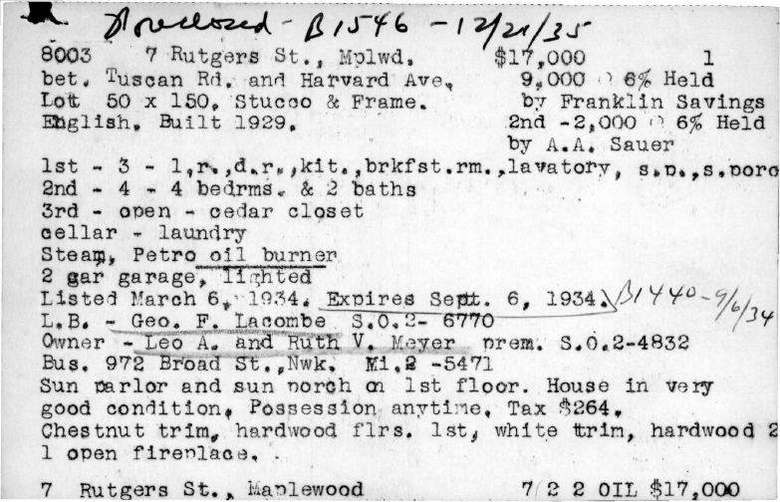 Foreclosed - B1546 - 12/21/35
8003 7 Rutgers St., Mplwd. $17,000 1
bet. Tuscan Rd. and Harvard Ave. 9,000 @ 6% Held
Lot 50 x 150. Stucco & Frame. by Franklin Savings
English. Built 1929. 2nd -2,000 @ 6% Held
by A.A. Sauer
1st - 3 - l.r.,d.r.,kit.,brkfst.rm.,lavatory, s.p.,s.porc
2nd - 4 - 4 bedrms. & 2 baths
3rd - open - cedar closet
cellar - laundry
Steam, Petro oil burner
2 gar garage, lighted
Listed March 6, 1934. Expires Sept. 6, 1934. B1440-9/6/34
L.B. - Geo. F. Lacombe S.O.2- 6770
Owner - Leo A. and Ruth V. Meyer prem. S.O.2-4832
Bus. 972 Broad St.,Nwk. Mi.2 -5471
Sun parlor and sun porch on 1st floor. House in very
good condition. Possession anytime. Tax $264.
Chestnut trim, hardwood flrs. 1st, white trim, hardwood 2
1 open fireplace.
7 Rutgers St., Maplewood 7/2 2 OIL $17,000